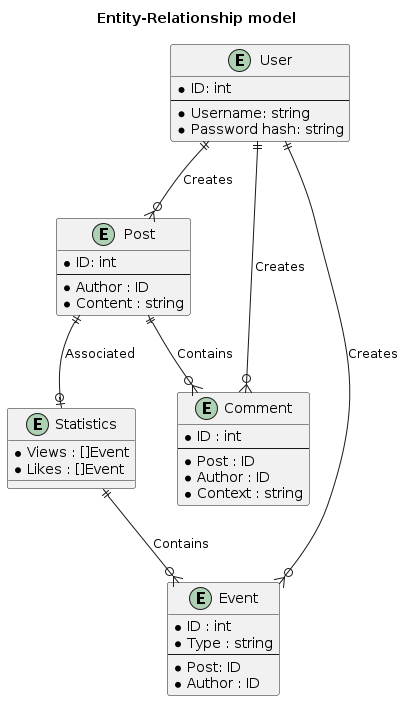 Entity-Relationship model
E User
ID: int
Username: string
Password hash: string
Creates
E Post
ID: int
Author : ID
Content : string
Creates
Creates
Associated
Contains
E Statistics
Views : []Event
Likes : []Event
E Comment
ID : int
Post : ID
Author : ID
Context : string
Contains
E Event
ID : int
Type : string
Post: ID
Author : ID